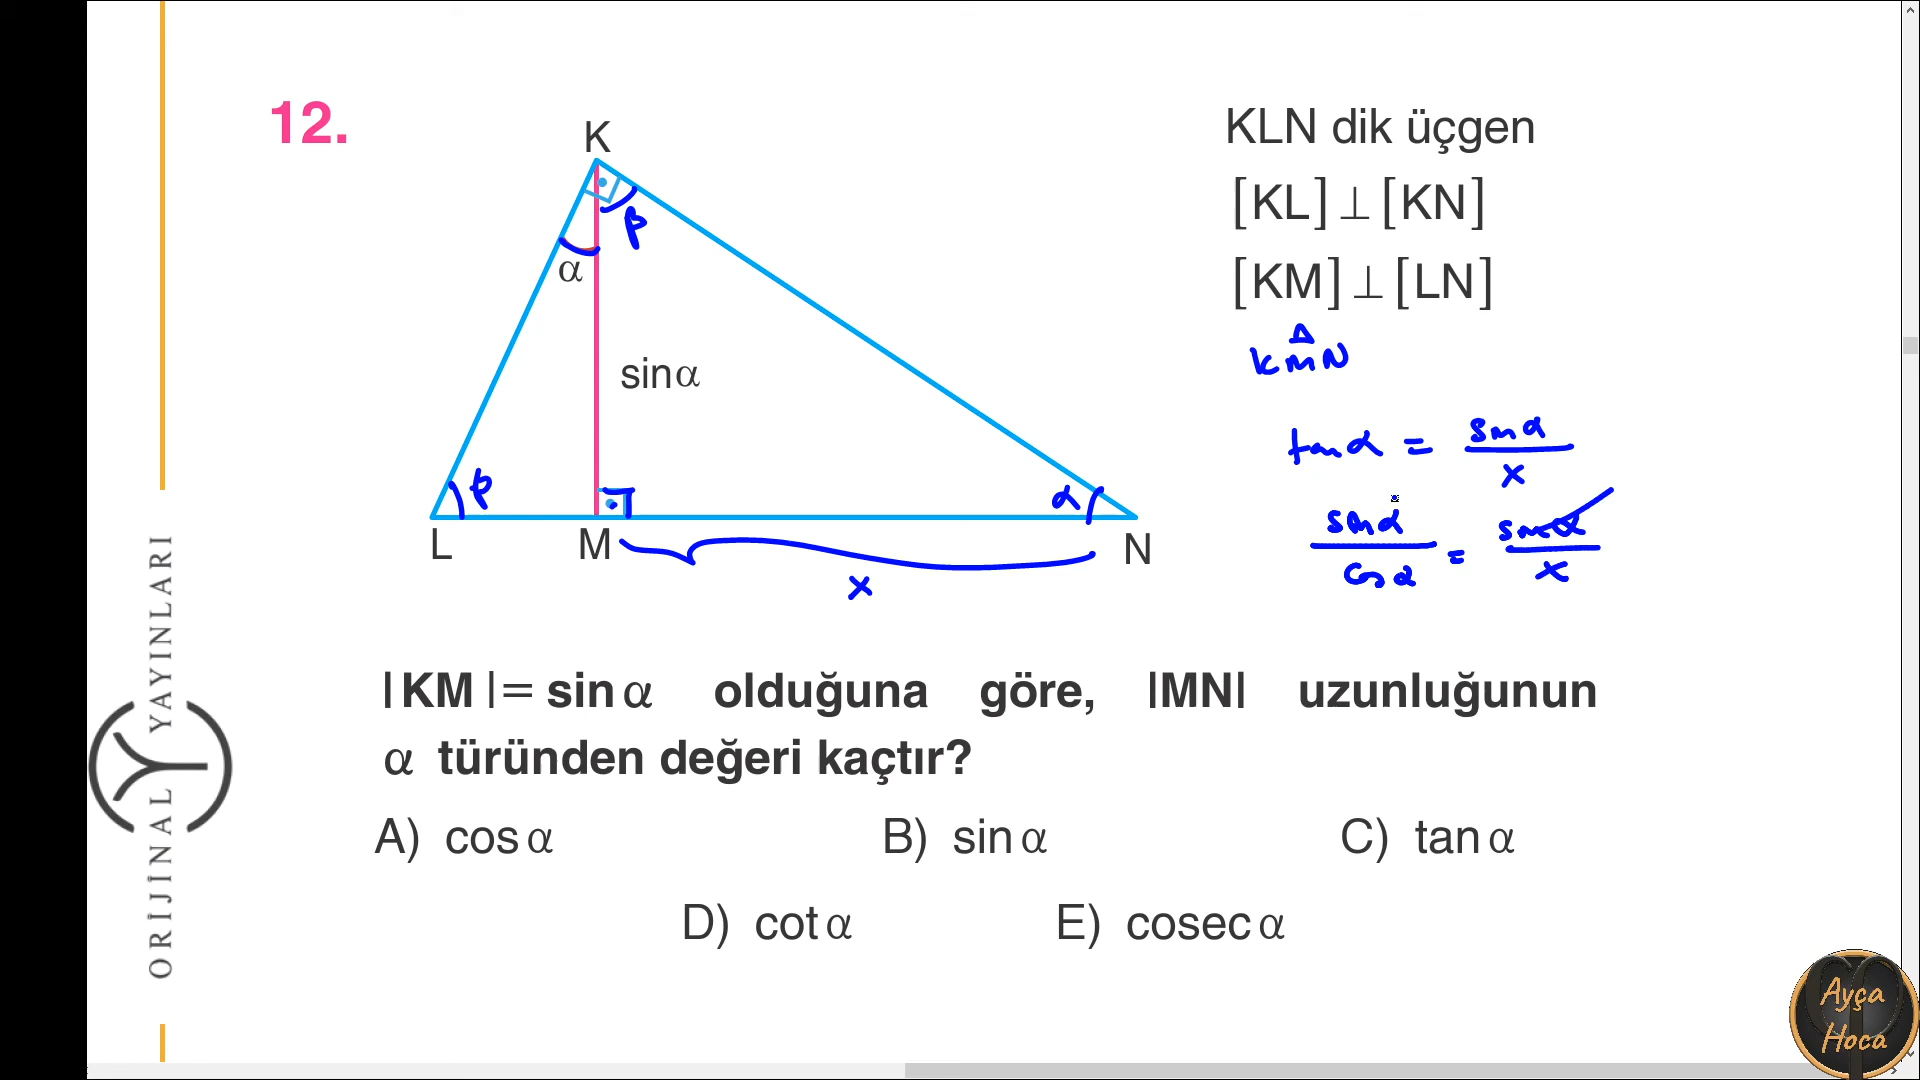 12.
K
KLN dik üçgen
[KL]⊥[KN]
β
[KM]⊥[LN]
α
KMN
sinα
tanα = sinα / x
β
α
sinα / cosα = sinα / x
L
M
N
x
|KM|= sinα olduğuna göre, |MN| uzunluğunun
α türünden değeri kaçtır?
A) cosα
B) sinα
C) tanα
D) cotα
E) cosecα
ORİJİNAL YAYINLARI
Ayça
Hoca